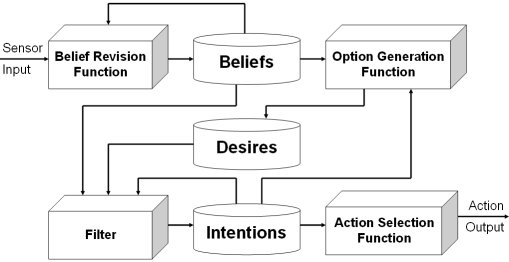 Sensor
Input
Belief Revision
Function
Beliefs
Option Generation
Function
Desires
Filter
Intentions
Action Selection
Function
Action
Output